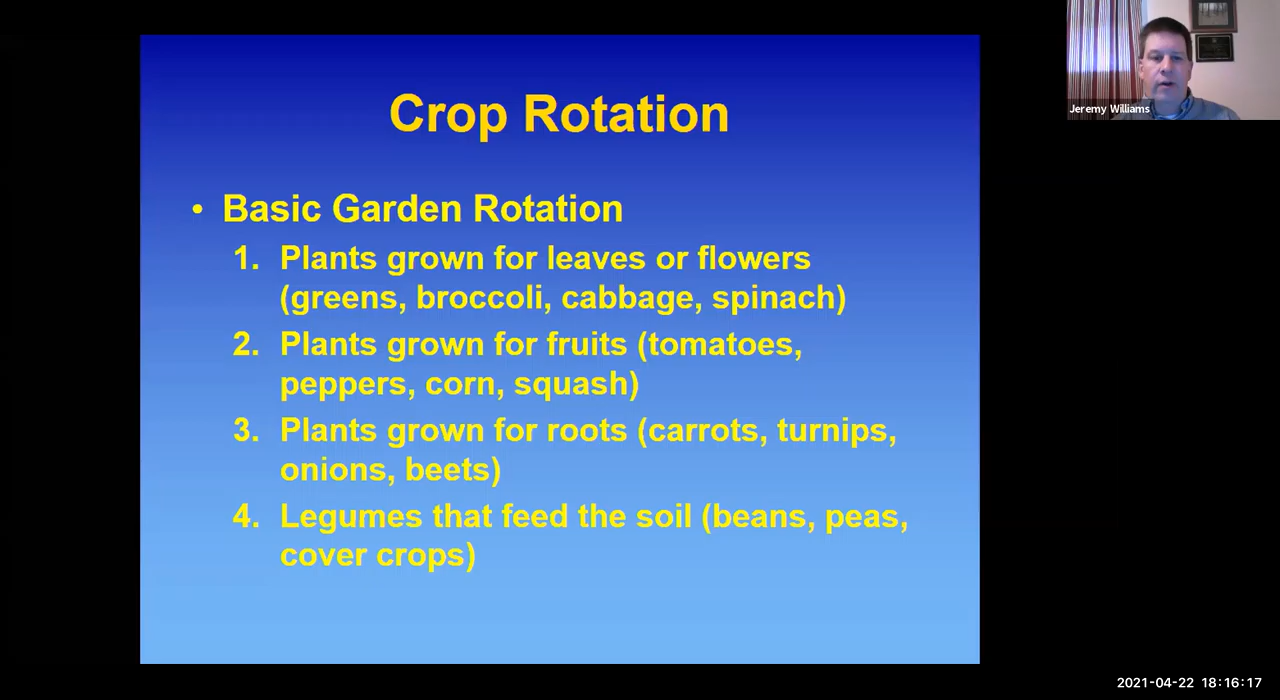 Crop Rotation
• Basic Garden Rotation
1. Plants grown for leaves or flowers
(greens, broccoli, cabbage, spinach)
2. Plants grown for fruits (tomatoes,
peppers, corn, squash)
3. Plants grown for roots (carrots, turnips,
onions, beets)
4. Legumes that feed the soil (beans, peas,
cover crops)
Jeremy Williams
2021-04-22 18:16:17